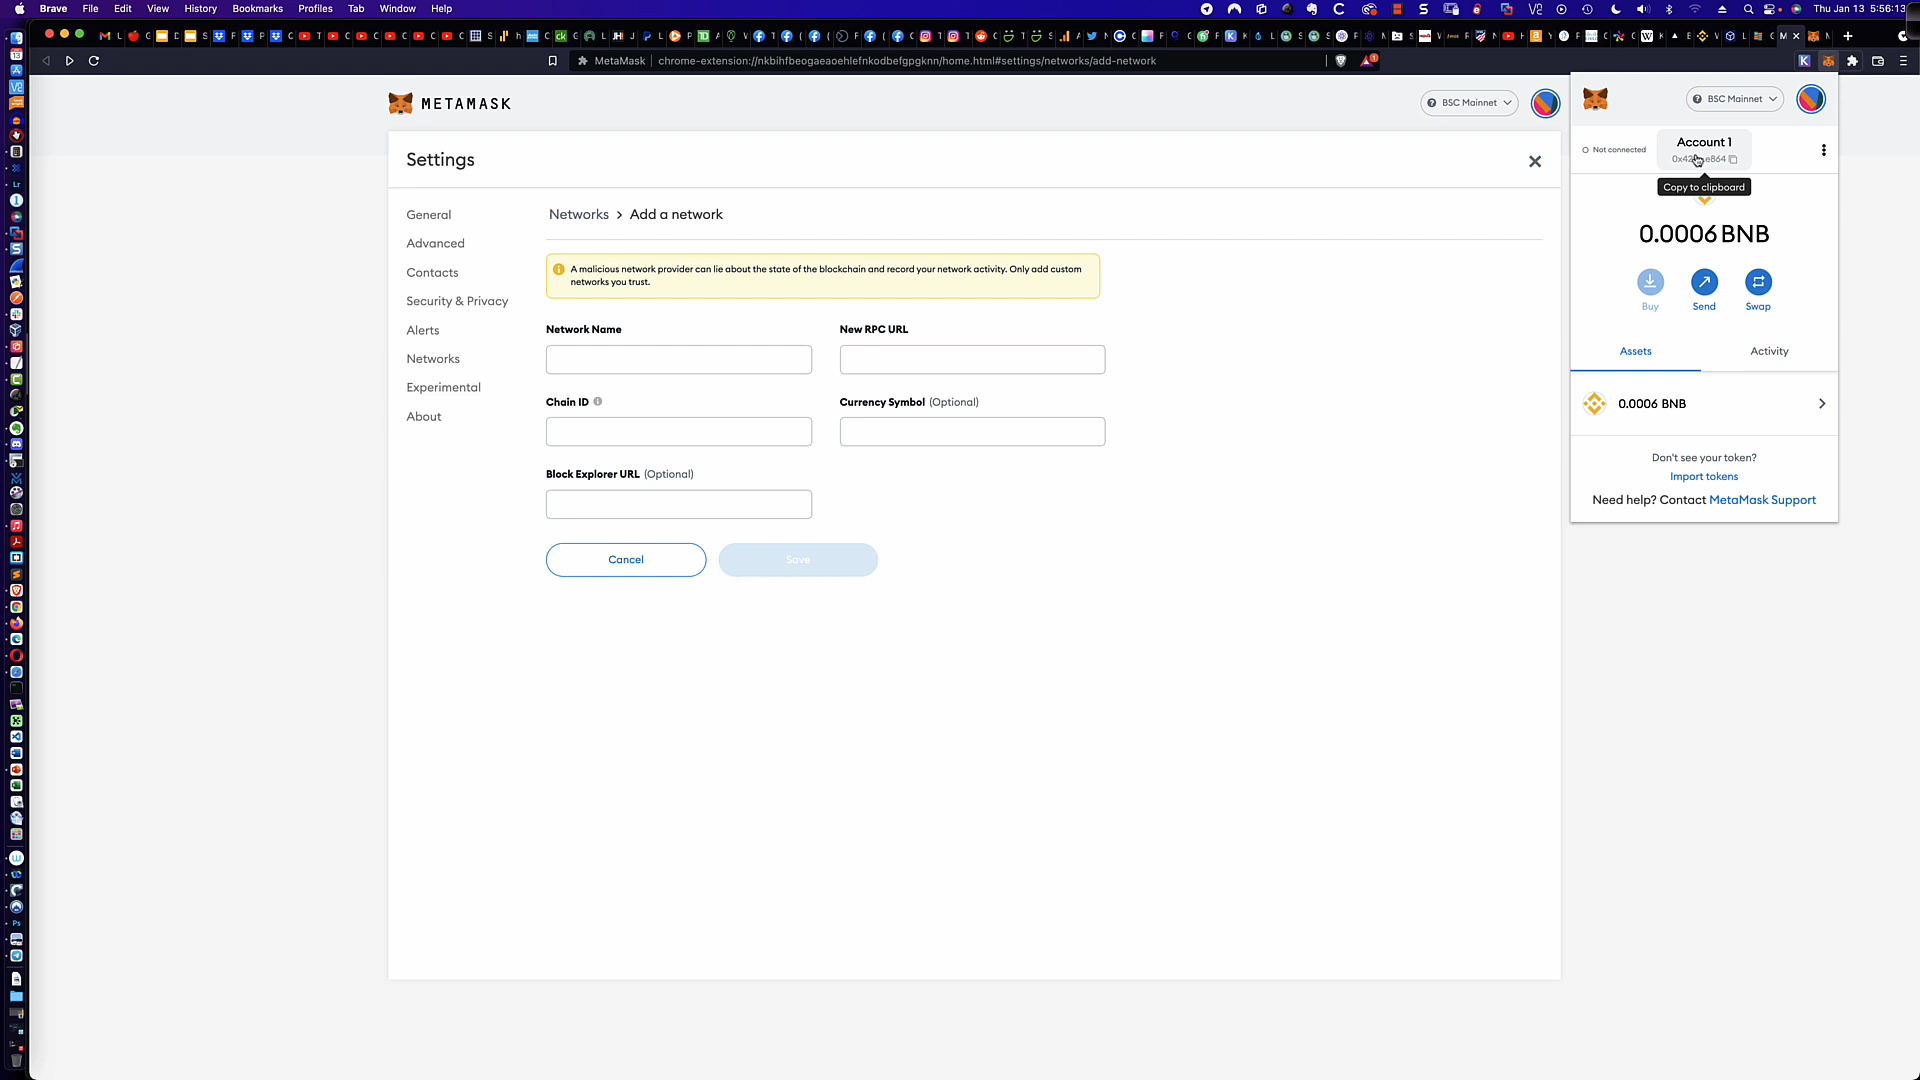 Brave File Edit View History Bookmarks Profiles Tab Window Help
Thu Jan 13 5:56:13
MetaMask
chrome-extension://nkbihfbeogaeaoehlefnkodbefgpgknn/home.html#settings/networks/add-network
METAMASK
BSC Mainnet
Settings
General
Advanced
Contacts
Security & Privacy
Alerts
Networks
Experimental
About
Networks > Add a network
A malicious network provider can lie about the state of the blockchain and record your network activity. Only add custom
networks you trust.
Network Name
New RPC URL
Chain ID
Currency Symbol (Optional)
Block Explorer URL (Optional)
Cancel
Save
BSC Mainnet
Not connected
Account 1
Copy to clipboard
0.0006 BNB
Buy
Send
Swap
Assets
Activity
0.0006 BNB
Don't see your token?
Import tokens
Need help? Contact MetaMask Support